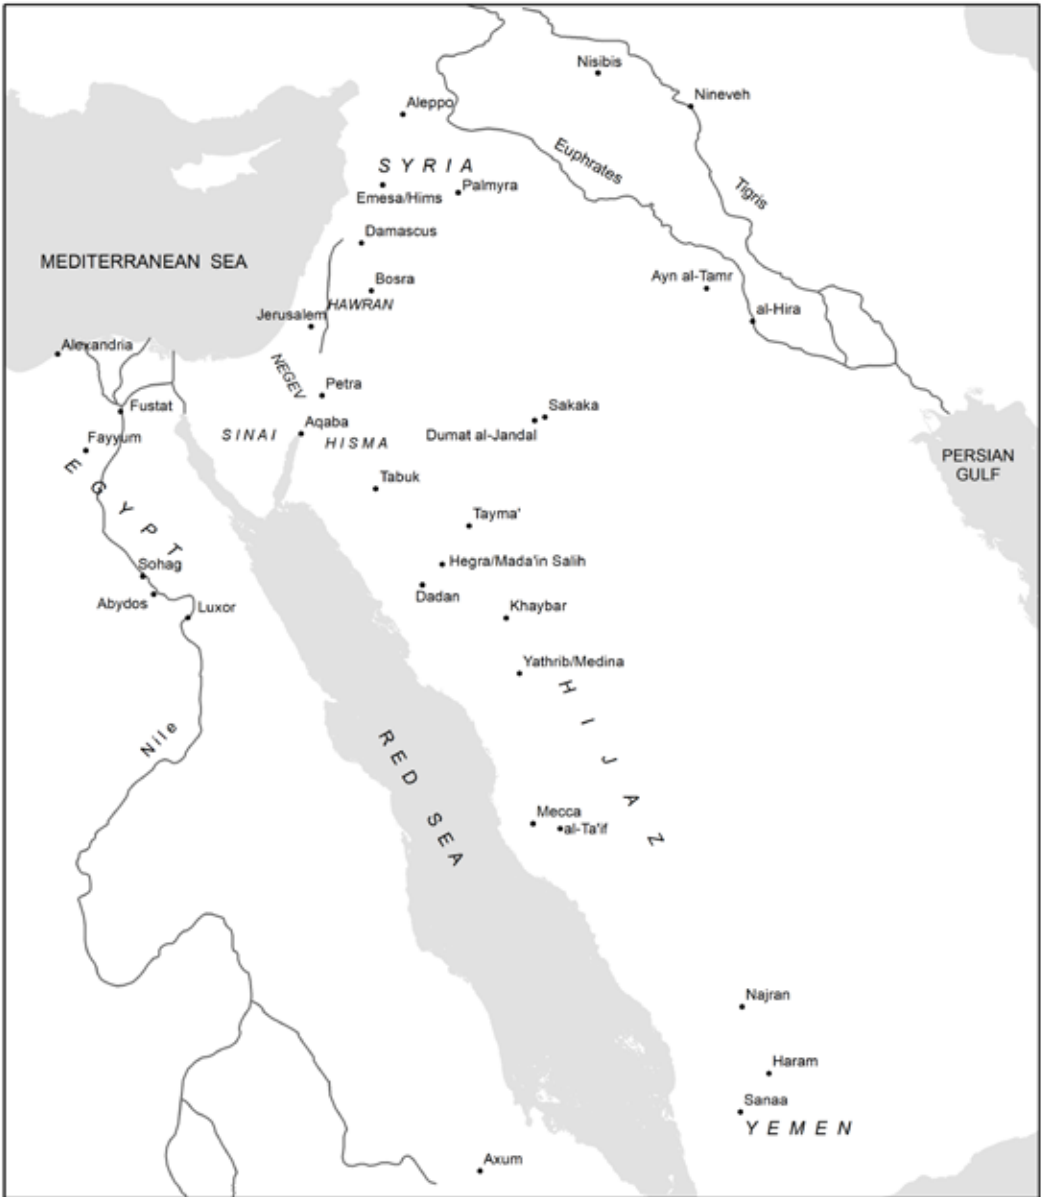 Nisibis
Nineveh
Aleppo
Euphrates
SYRIA
Tigris
Emesa/Hims
Palmyra
Damascus
MEDITERRANEAN SEA
Ayn al-Tamr
Bosra
HAWRAN
al-Hira
Jerusalem
Alexandria
NEGEV
Petra
Fustat
Sakaka
Aqaba
SINAI
HISMA
Dumat al-Jandal
Fayyum
PERSIAN
GULF
EGYPT
Tabuk
Tayma'
Sohag
Hegra/Mada'in Salih
Abydos
Dadan
Luxor
Khaybar
Yathrib/Medina
HIJAZ
Nile
RED SEA
Mecca
al-Ta'if
Najran
Haram
Sanaa
YEMEN
Axum